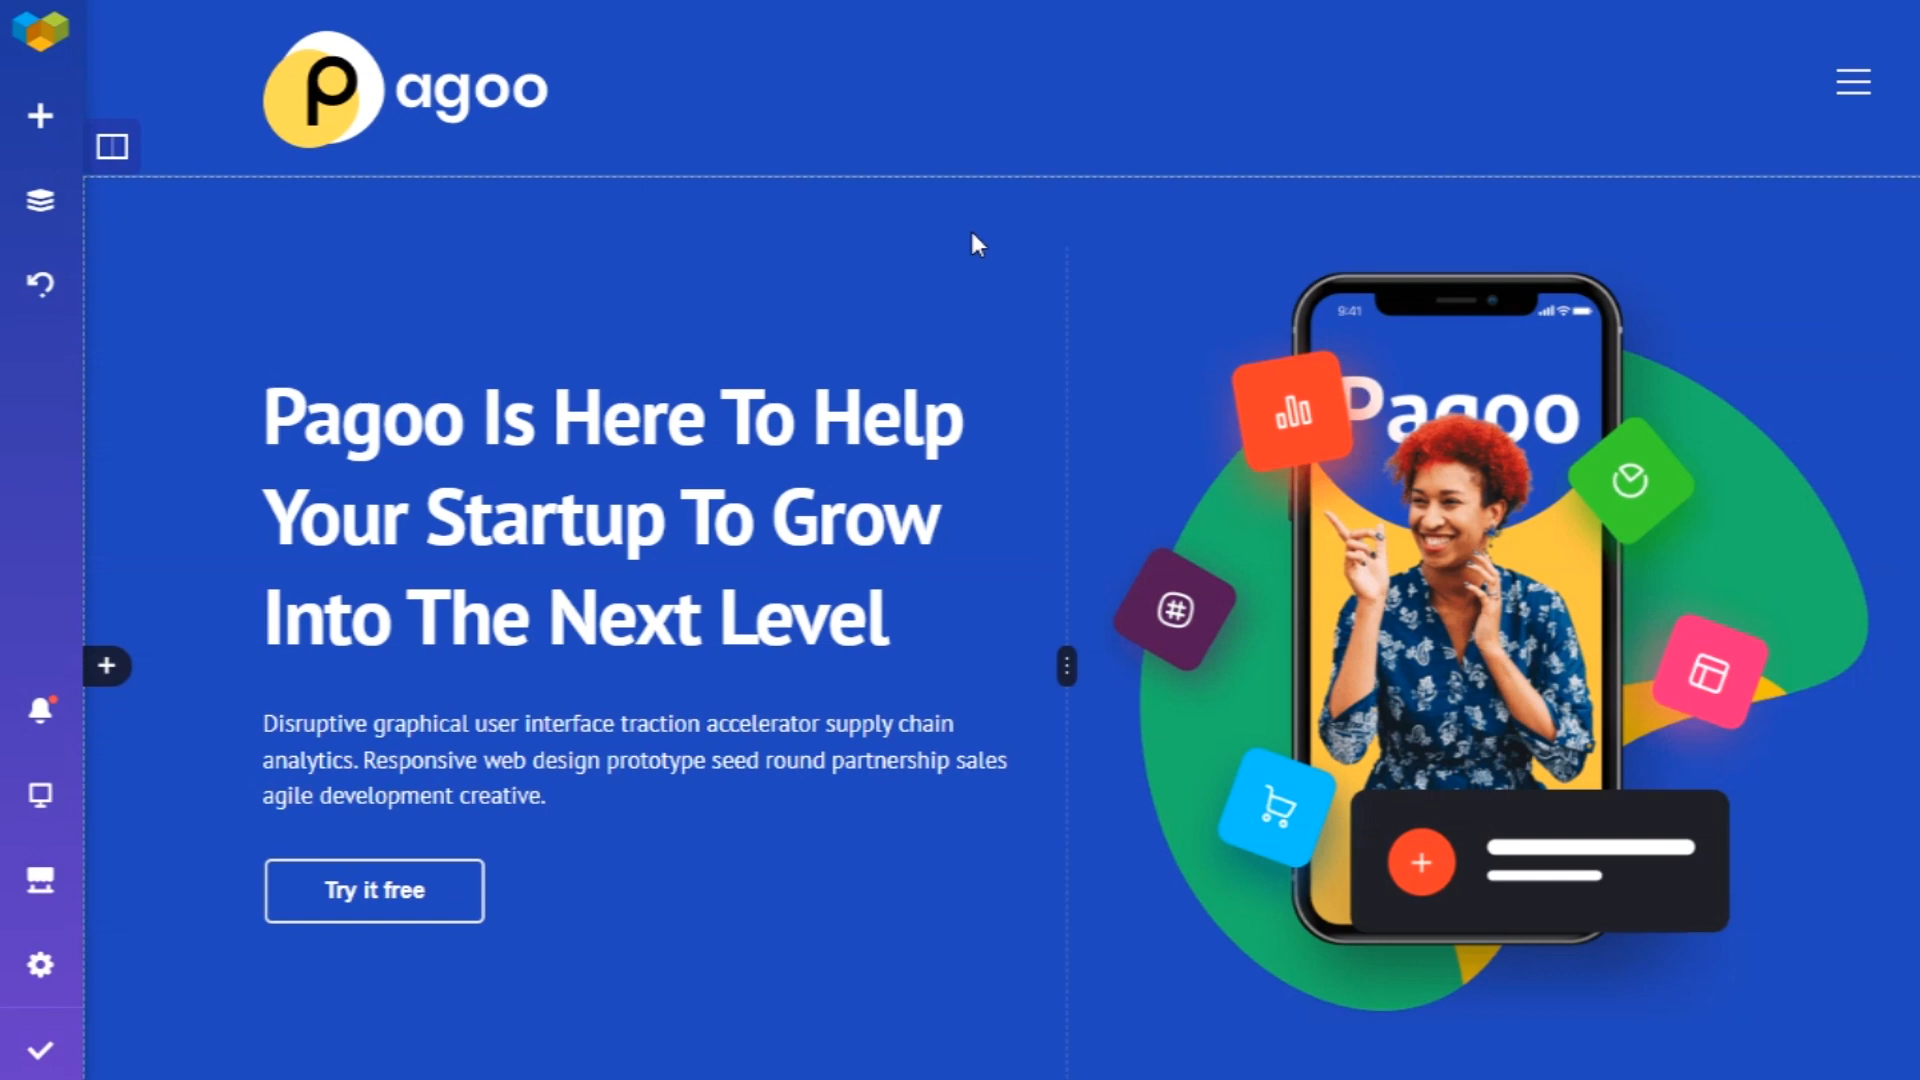 Pagoo
Pagoo Is Here To Help
Your Startup To Grow
Into The Next Level
Disruptive graphical user interface traction accelerator supply chain
analytics. Responsive web design prototype seed round partnership sales
agile development creative.
Try it free
9:41
Pagoo